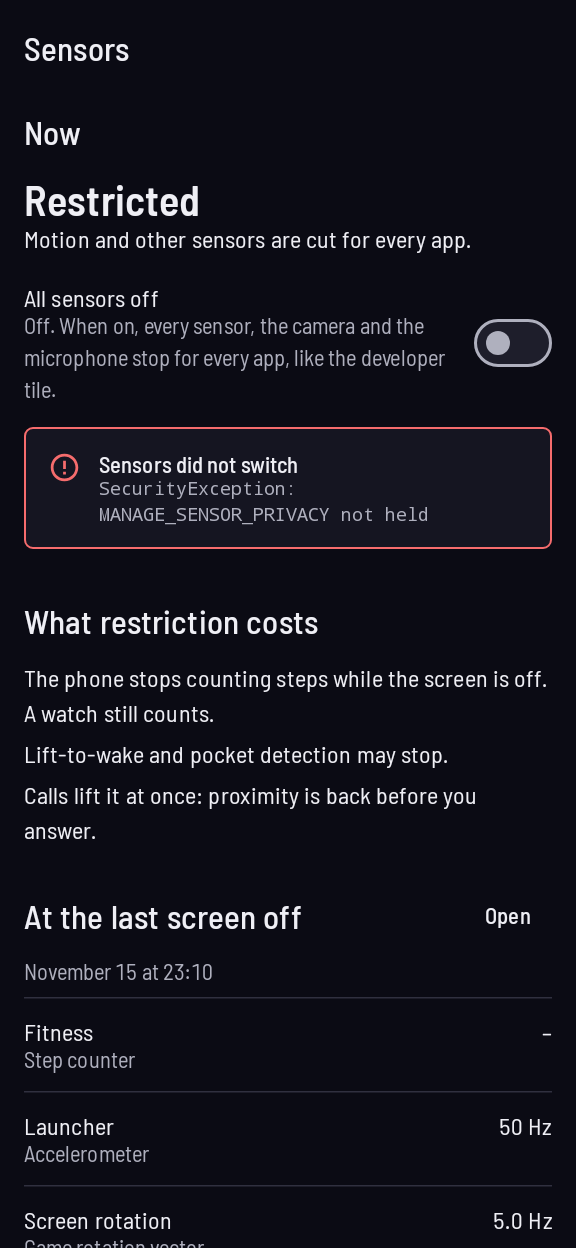 Sensors
Now
Restricted
Motion and other sensors are cut for every app.
All sensors off
Off. When on, every sensor, the camera and the
microphone stop for every app, like the developer
tile.
Sensors did not switch
SecurityException:
MANAGE_SENSOR_PRIVACY not held
What restriction costs
The phone stops counting steps while the screen is off.
A watch still counts.
Lift-to-wake and pocket detection may stop.
Calls lift it at once: proximity is back before you
answer.
At the last screen off
Open
November 15 at 23:10
Fitness
–
Step counter
Launcher
50 Hz
Accelerometer
Screen rotation
5.0 Hz
Game rotation vector